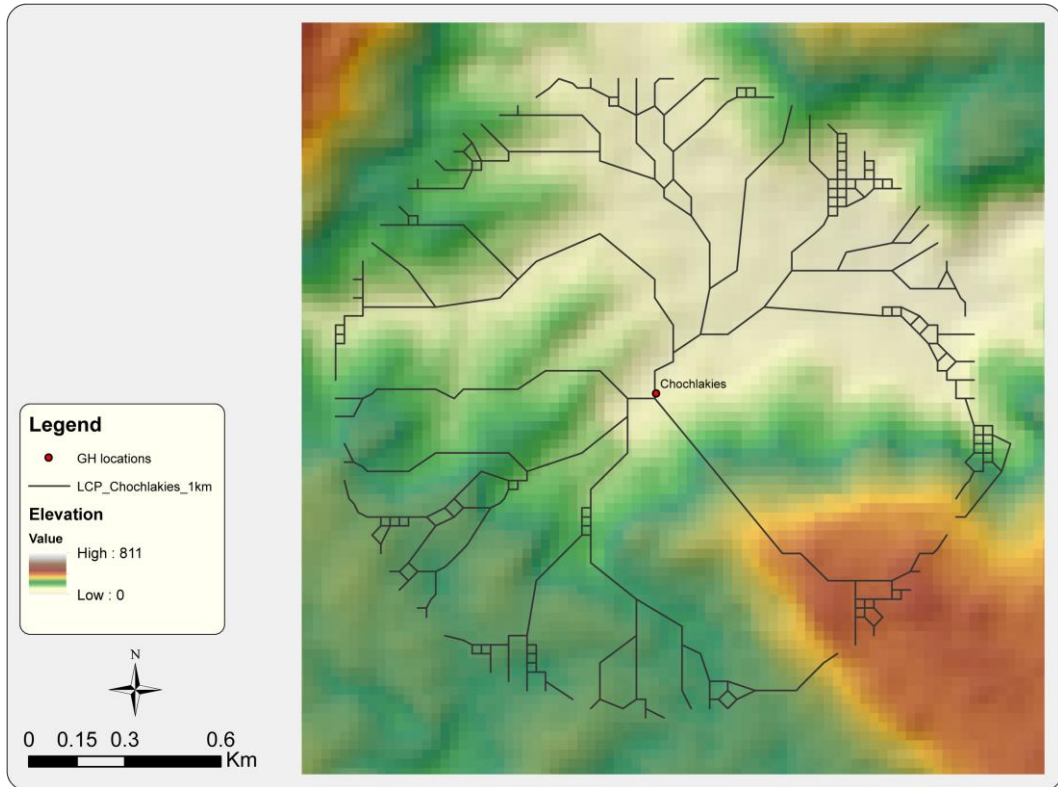 Chochlakies
Legend
GH locations
LCP_Chochlakies_1km
Elevation
Value
High : 811
Low : 0
N
0 0.15 0.3 0.6
Km